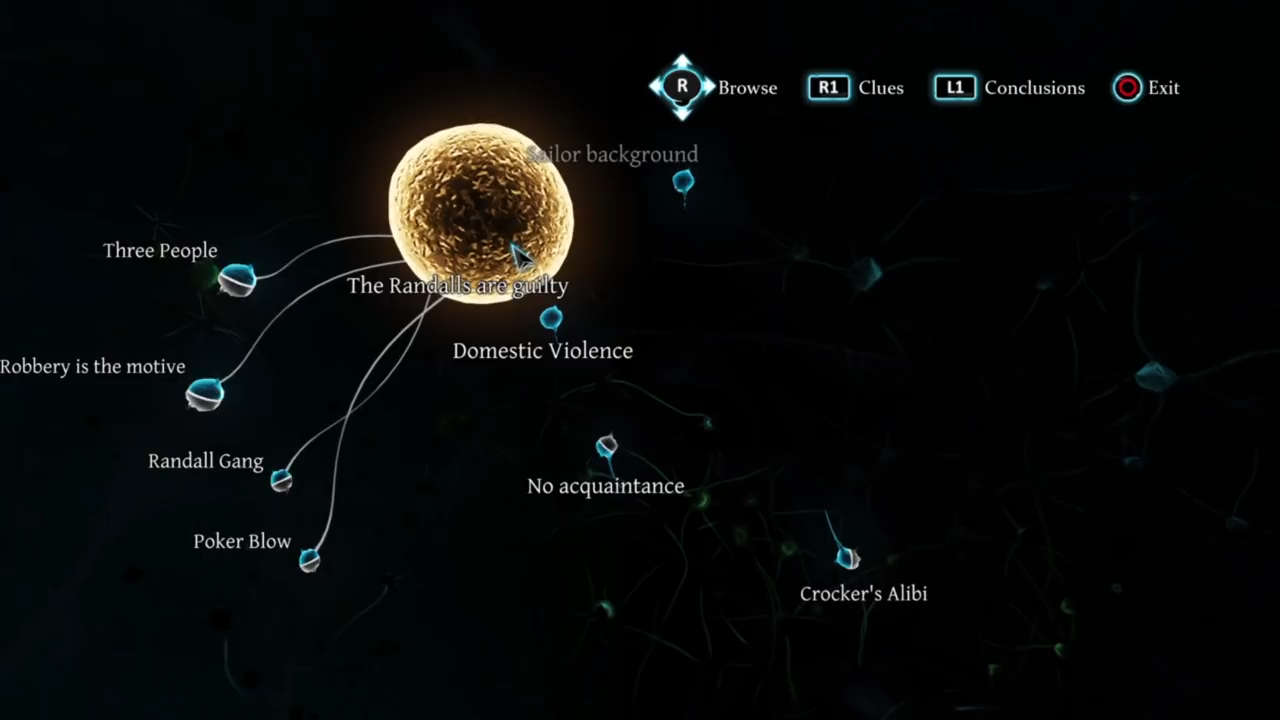 R Browse R1 Clues L1 Conclusions Exit
Sailor background
Three People
The Randalls are guilty
Domestic Violence
Robbery is the motive
Randall Gang
No acquaintance
Poker Blow
Crocker's Alibi